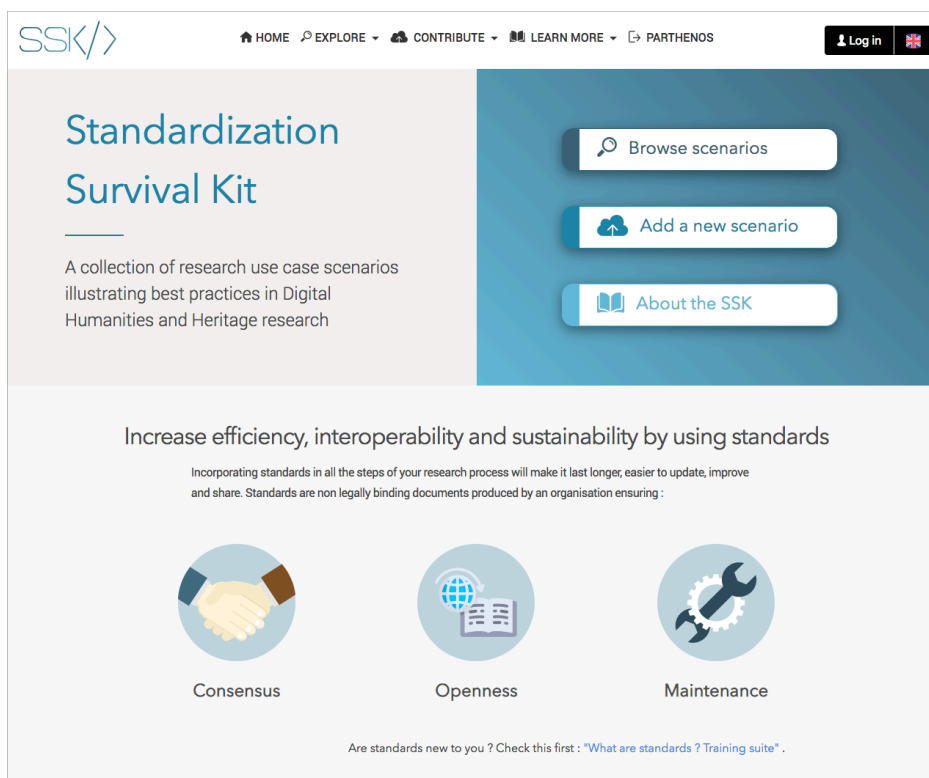 SSK</>
HOME EXPLORE CONTRIBUTE LEARN MORE PARTHENOS
Log in
Standardization
Survival Kit
A collection of research use case scenarios
illustrating best practices in Digital
Humanities and Heritage research
Browse scenarios
Add a new scenario
About the SSK
Increase efficiency, interoperability and sustainability by using standards
Incorporating standards in all the steps of your research process will make it last longer, easier to update, improve
and share. Standards are non legally binding documents produced by an organisation ensuring :
Consensus
Openness
Maintenance
Are standards new to you ? Check this first : "What are standards ? Training suite" .